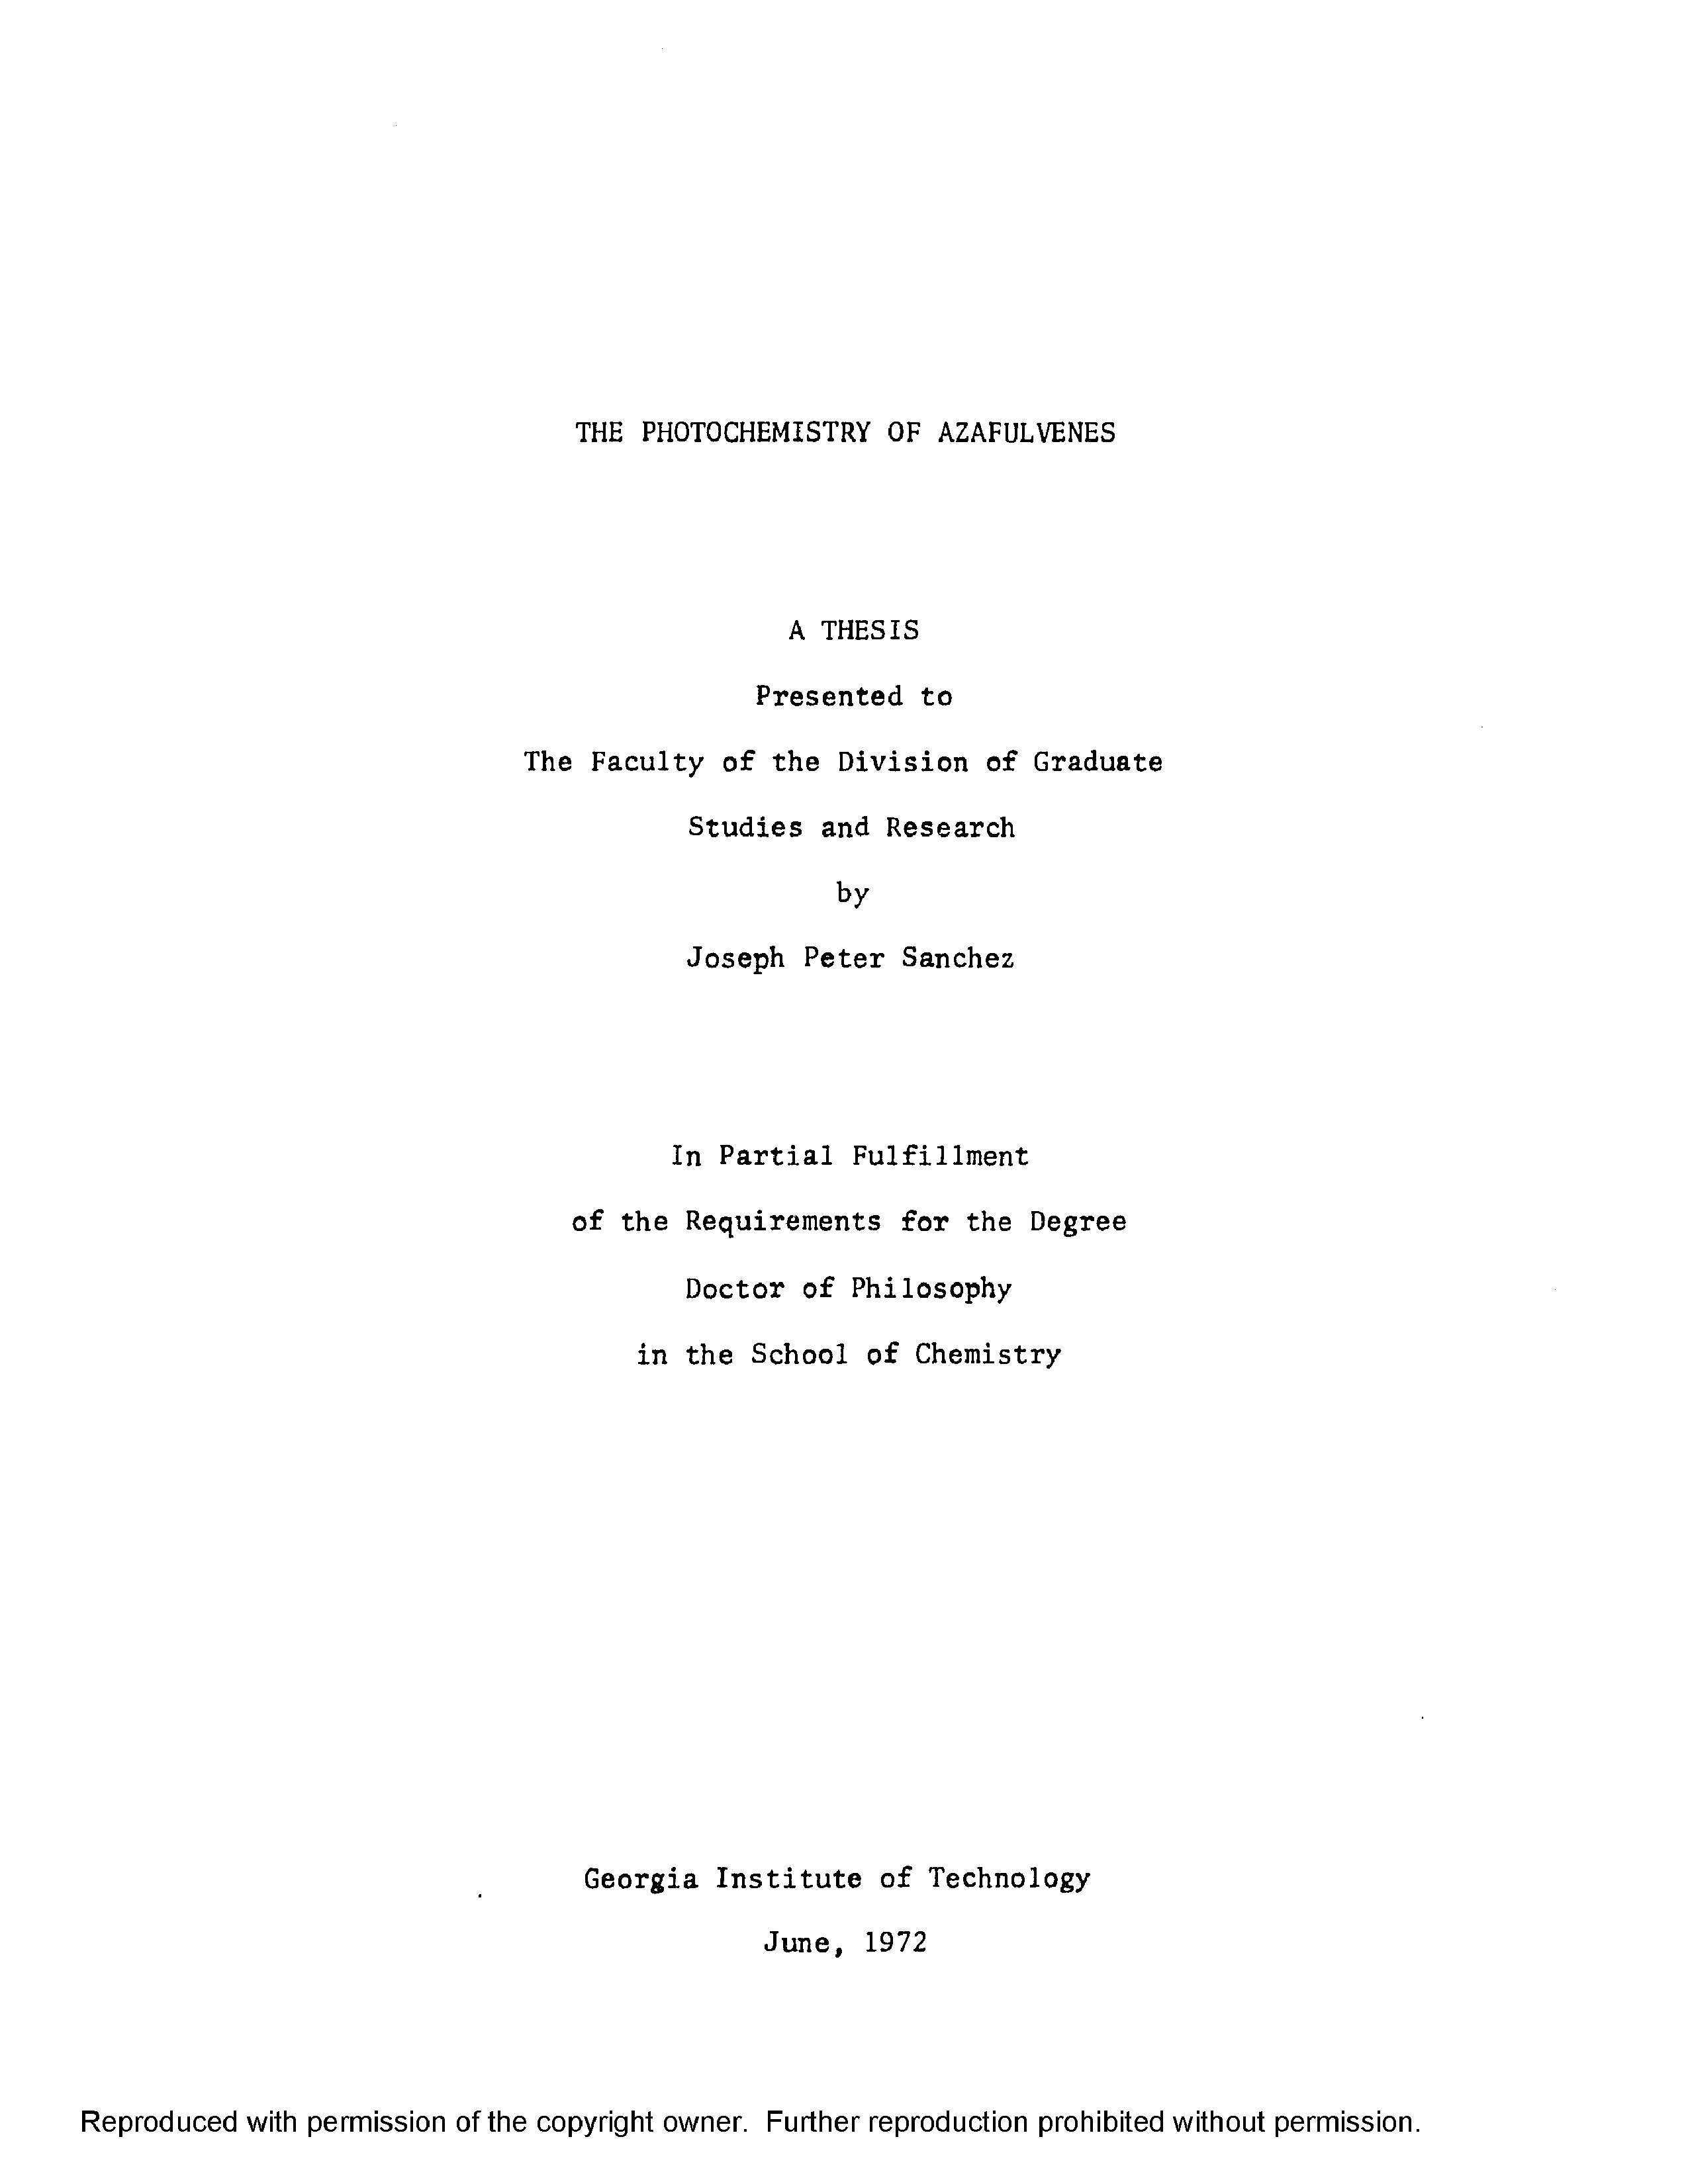 THE PHOTOCHEMISTRY OF AZAFULVENES
A THESIS
Presented to
The Faculty of the Division of Graduate
Studies and Research
by
Joseph Peter Sanchez
In Partial Fulfillment
of the Requirements for the Degree
Doctor of Philosophy
in the School of Chemistry
Georgia Institute of Technology
June, 1972
Reproduced with permission of the copyright owner. Further reproduction prohibited without permission.